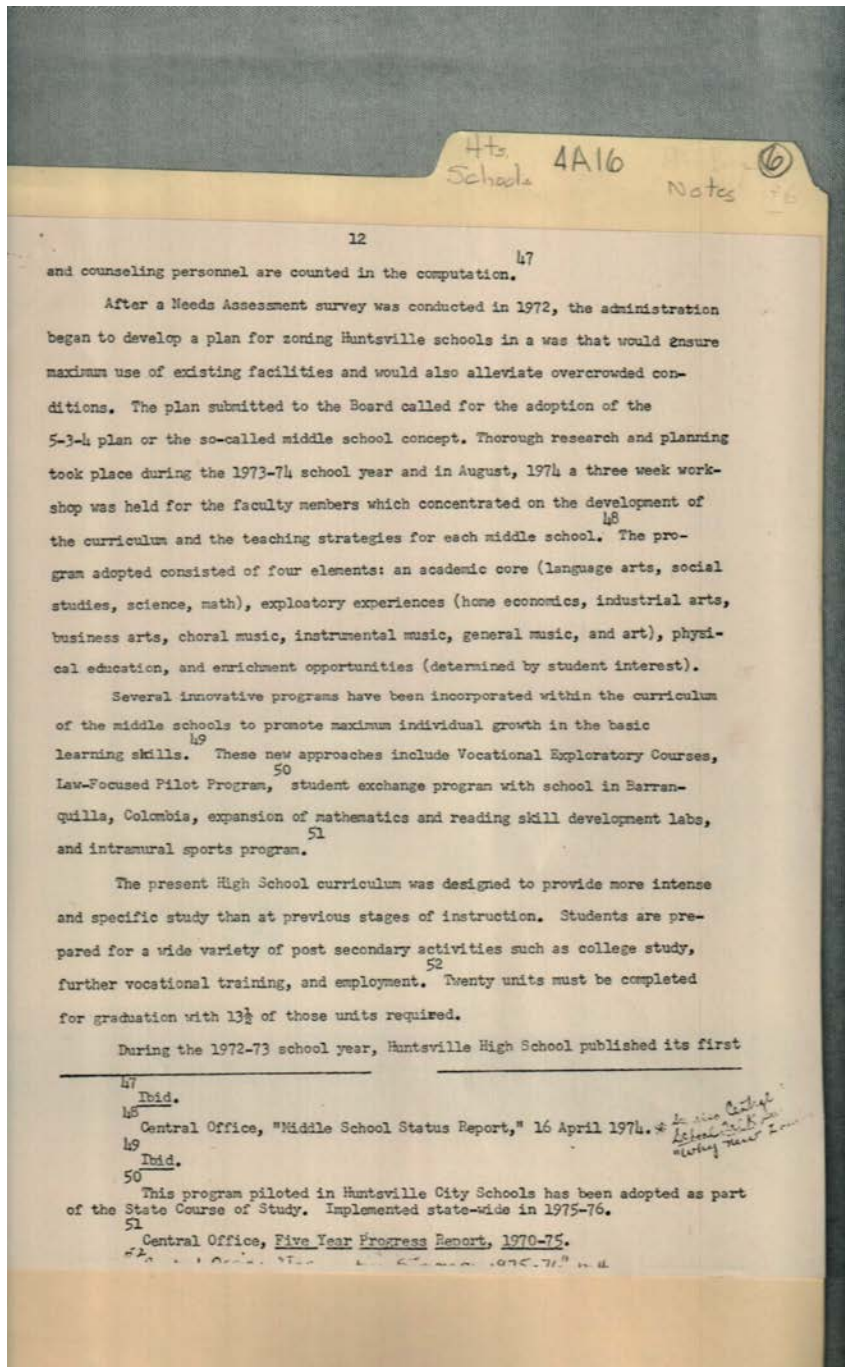 Hts.
Schools
4A16
Notes
6
12
47
and counseling personnel are counted in the computation.
After a Needs Assessment survey was conducted in 1972, the administration
began to develop a plan for zoning Huntsville schools in a was that would ensure
maximum use of existing facilities and would also alleviate overcrowded con-
ditions. The plan submitted to the Board called for the adoption of the
5-3-4 plan or the so-called middle school concept. Thorough research and planning
took place during the 1973-74 school year and in August, 1974 a three week work-
shop was held for the faculty members which concentrated on the development of
48
the curriculum and the teaching strategies for each middle school. The pro-
gram adopted consisted of four elements: an academic core (language arts, social
studies, science, math), exploatory experiences (home economics, industrial arts,
business arts, choral music, instrumental music, general music, and art), physi-
cal education, and enrichment opportunities (determined by student interest).
Several innovative programs have been incorporated within the curriculum
of the middle schools to promote maximum individual growth in the basic
49
learning skills. These new approaches include Vocational Exploratory Courses,
50
Law-Focused Pilot Program, student exchange program with school in Barran-
quilla, Colombia, expansion of mathematics and reading skill development labs,
51
and intramural sports program.
The present High School curriculum was designed to provide more intense
and specific study than at previous stages of instruction. Students are pre-
pared for a wide variety of post secondary activities such as college study,
52
further vocational training, and employment. Twenty units must be completed
for graduation with 13½ of those units required.
During the 1972-73 school year, Huntsville High School published its first
47
Ibid.
48
Central Office, "Middle School Status Report," 16 April 1974. *
School
"Why new
49
Ibid.
50
This program piloted in Huntsville City Schools has been adopted as part
of the State Course of Study. Implemented state-wide in 1975-76.
51
Central Office, Five Year Progress Report, 1970-75.
52